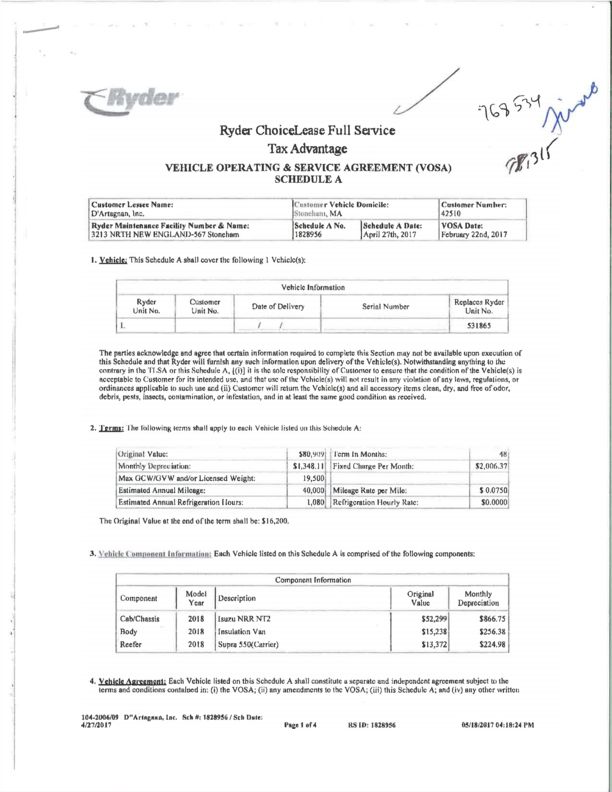 Ryder
768534
78,315
Ryder ChoiceLease Full Service
Tax Advantage
VEHICLE OPERATING & SERVICE AGREEMENT (VOSA)
SCHEDULE A
Customer Lessee Name: Customer Vehicle Domicile: Customer Number:
D'Artagnan, Inc. Stoneham, MA 42510
Ryder Maintenance Facility Number & Name: Schedule A No. Schedule A Date: VOSA Date:
3213 NRTH NEW ENGLAND-567 Stoneham 1828956 April 27th, 2017 February 22nd, 2017
1. Vehicle: This Schedule A shall cover the following 1 Vehicle(s):
Vehicle Information
Ryder Unit No. Customer Unit No. Date of Delivery Serial Number Replaces Ryder Unit No.
1. / / 531865
The parties acknowledge and agree that certain information required to complete this Section may not be available upon execution of
this Schedule and that Ryder will furnish any such information upon delivery of the Vehicle(s). Notwithstanding anything to the
contrary in the TLSA or this Schedule A, [(i)] it is the sole responsibility of Customer to ensure that the condition of the Vehicle(s) is
acceptable to Customer for its intended use, and that use of the Vehicle(s) will not result in any violation of any laws, regulations, or
ordinances applicable to such use and (ii) Customer will return the Vehicle(s) and all accessory items clean, dry, and free of odor,
debris, pests, insects, contamination, or infestation, and in at least the same good condition as received.
2. Terms: The following terms shall apply to each Vehicle listed on this Schedule A:
Original Value: $80,909 Term In Months: 48
Monthly Depreciation: $1,348.11 Fixed Charge Per Month: $2,006.37
Max GCW/GVW and/or Licensed Weight: 19,500
Estimated Annual Mileage: 40,000 Mileage Rate per Mile: $ 0.0750
Estimated Annual Refrigeration Hours: 1,080 Refrigeration Hourly Rate: $0.0000
The Original Value at the end of the term shall be: $16,200.
3. Vehicle Component Information: Each Vehicle listed on this Schedule A is comprised of the following components:
Component Information
Component Model Year Description Original Value Monthly Depreciation
Cab/Chassis 2018 Isuzu NRR NT2 $52,299 $866.75
Body 2018 Insulation Van $15,238 $256.38
Reefer 2018 Supra 550(Carrier) $13,372 $224.98
4. Vehicle Agreement: Each Vehicle listed on this Schedule A shall constitute a separate and independent agreement subject to the
terms and conditions contained in: (i) the VOSA; (ii) any amendments to the VOSA; (iii) this Schedule A; and (iv) any other written
104-2006/09 D"Artagnan, Inc. Sch #: 1828956 / Sch Date:
4/27/2017 Page 1 of 4 RS ID: 1828956 05/18/2017 04:18:24 PM